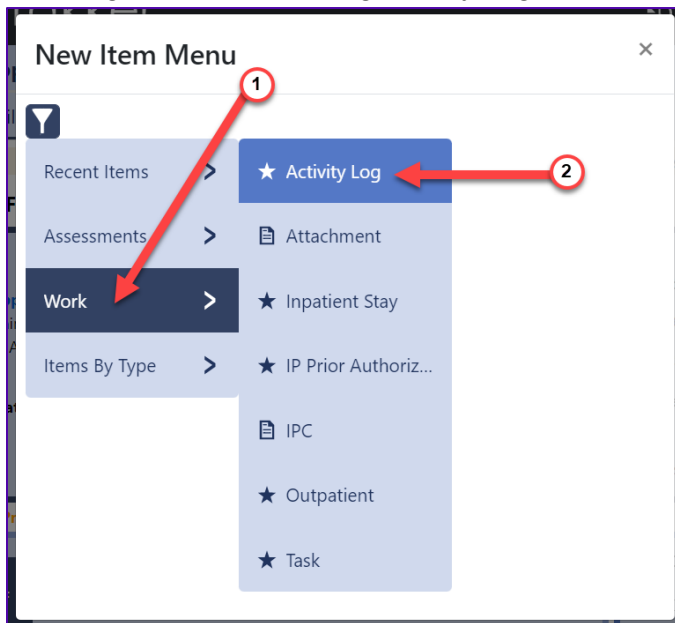 New Item Menu
×
1
Recent Items >
Assessments >
Work >
Items By Type >
Activity Log
2
Attachment
Inpatient Stay
IP Prior Authoriz...
IPC
Outpatient
Task